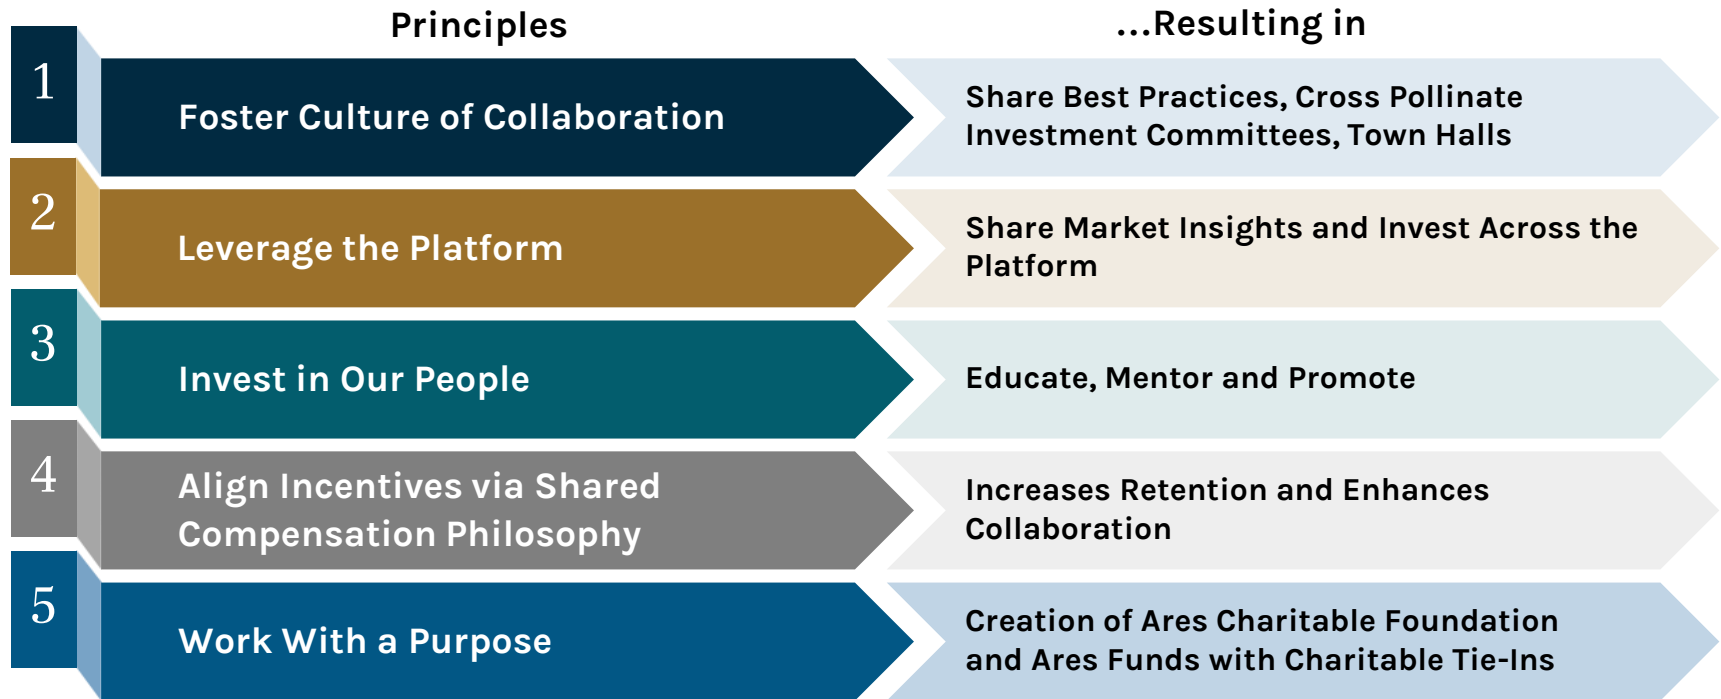 Principles
...Resulting in
1
Foster Culture of Collaboration
Share Best Practices, Cross Pollinate
Investment Committees, Town Halls
2
Leverage the Platform
Share Market Insights and Invest Across the
Platform
3
Invest in Our People
Educate, Mentor and Promote
4
Align Incentives via Shared
Compensation Philosophy
Increases Retention and Enhances
Collaboration
5
Work With a Purpose
Creation of Ares Charitable Foundation
and Ares Funds with Charitable Tie-Ins